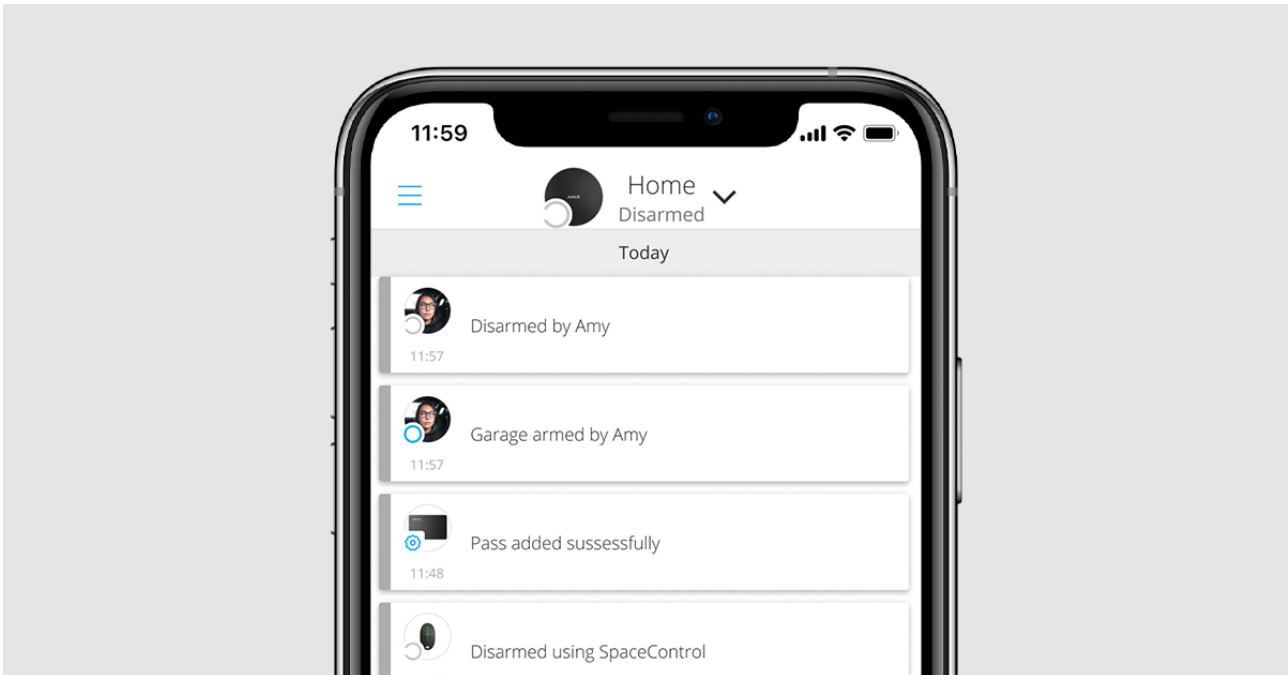 11:59
AJAX
Home
Disarmed
Today
Disarmed by Amy
11:57
Garage armed by Amy
11:57
Pass added sussessfully
11:48
Disarmed using SpaceControl